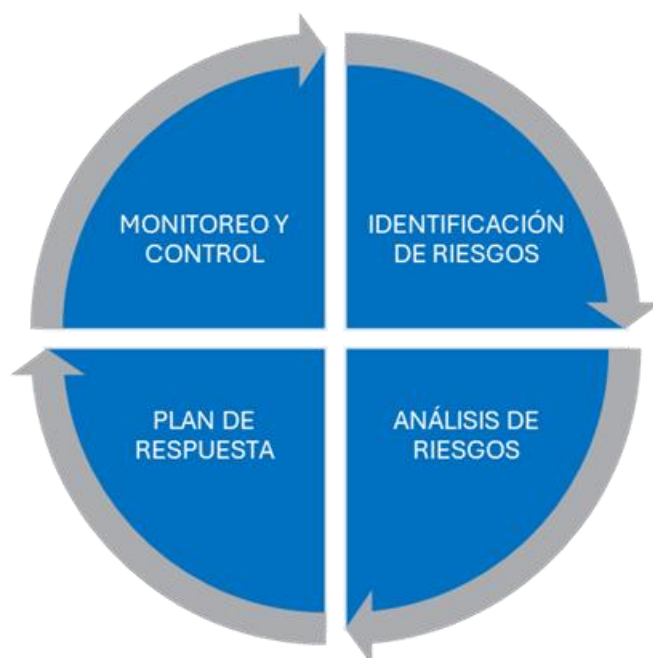 MONITOREO Y
CONTROL
IDENTIFICACIÓN
DE RIESGOS
PLAN DE
RESPUESTA
ANÁLISIS DE
RIESGOS